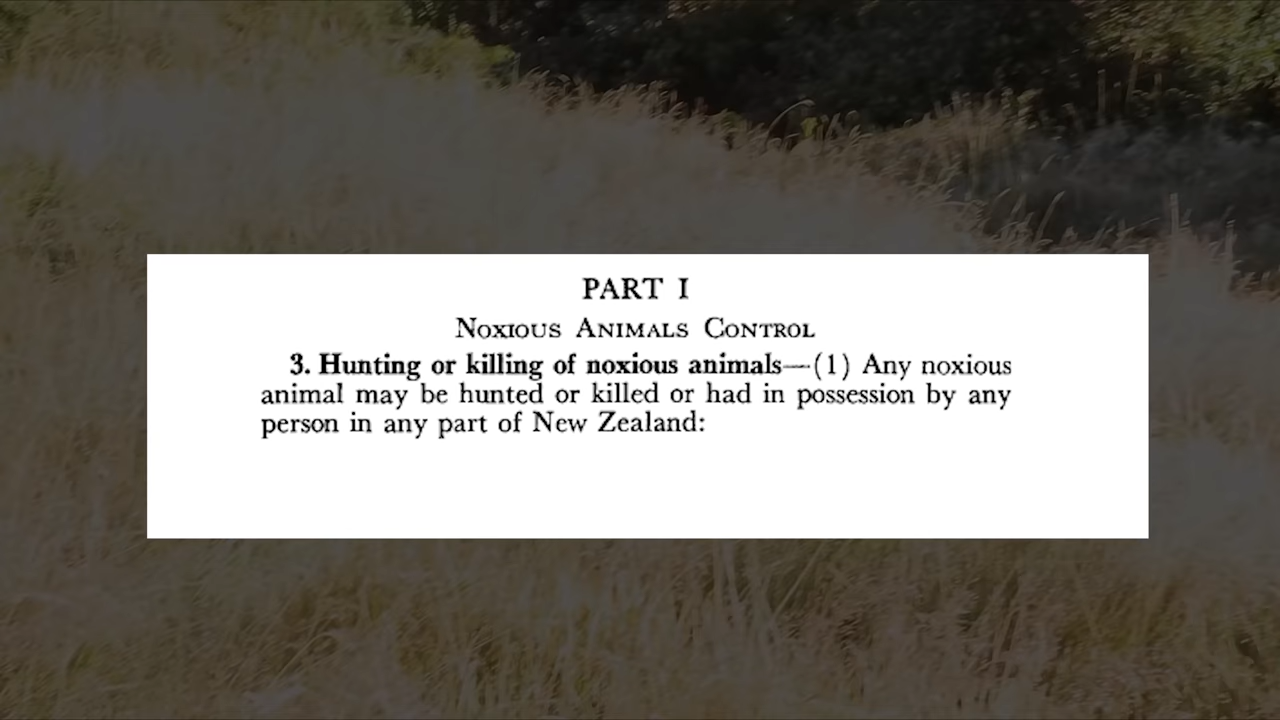 PART I
NOXIOUS ANIMALS CONTROL
3. Hunting or killing of noxious animals—(1) Any noxious
animal may be hunted or killed or had in possession by any
person in any part of New Zealand: